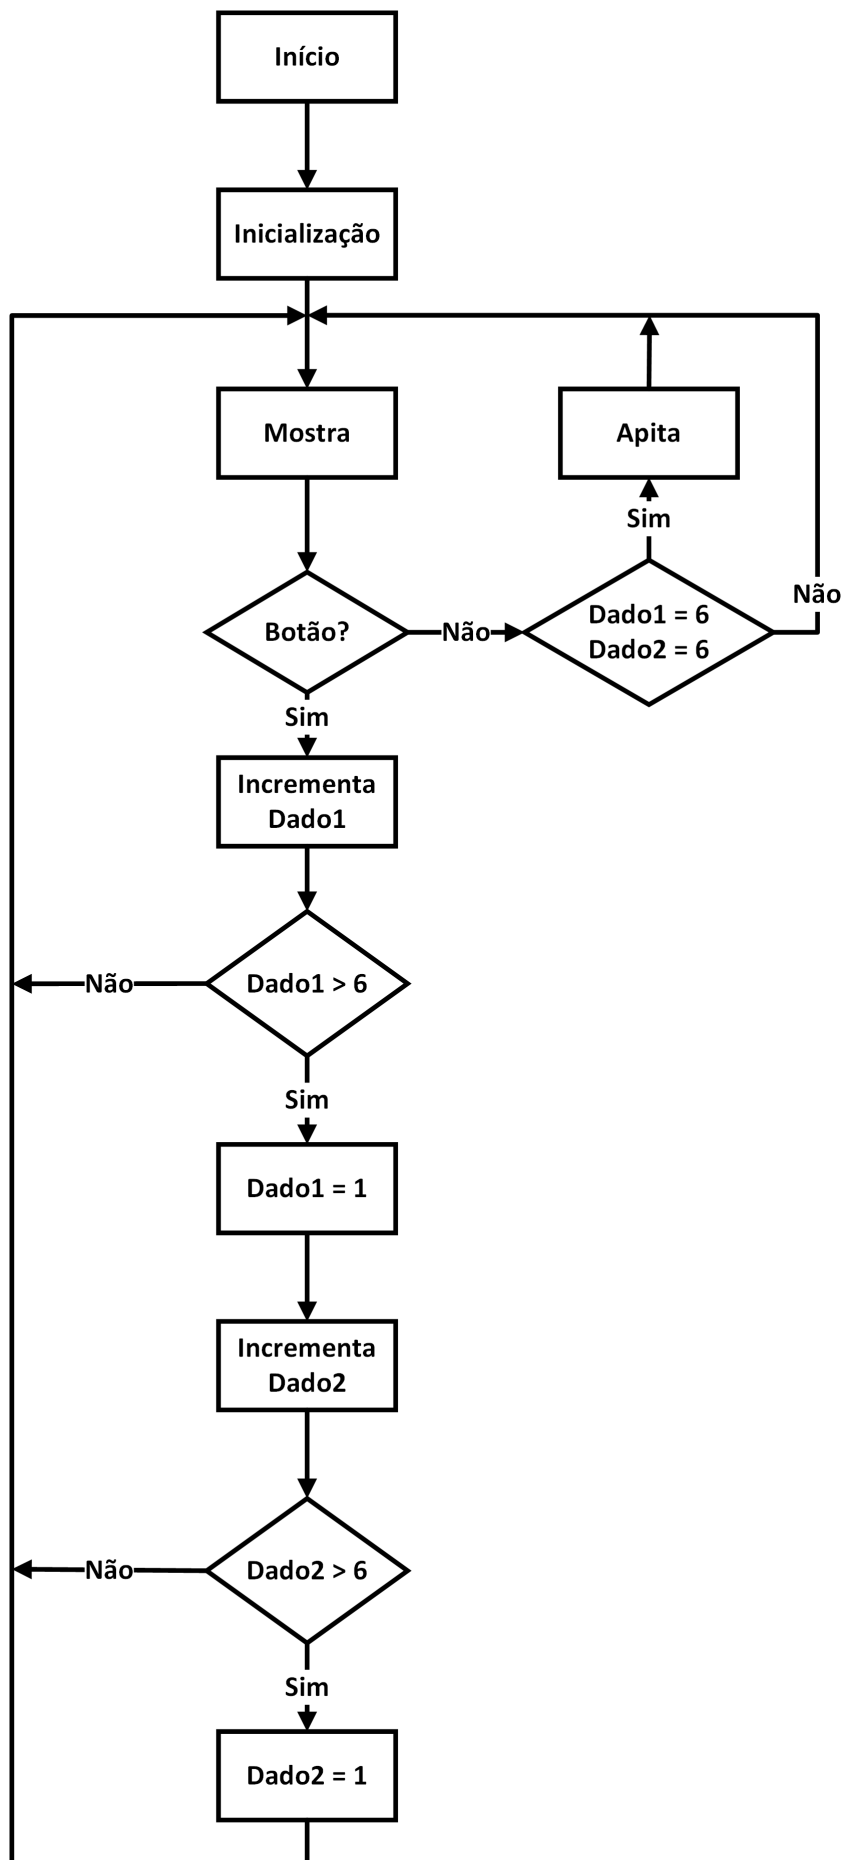 Início
Inicialização
Mostra
Apita
Sim
Não
Botão?
Não
Dado1 = 6
Dado2 = 6
Sim
Incrementa
Dado1
Não
Dado1 > 6
Sim
Dado1 = 1
Incrementa
Dado2
Não
Dado2 > 6
Sim
Dado2 = 1